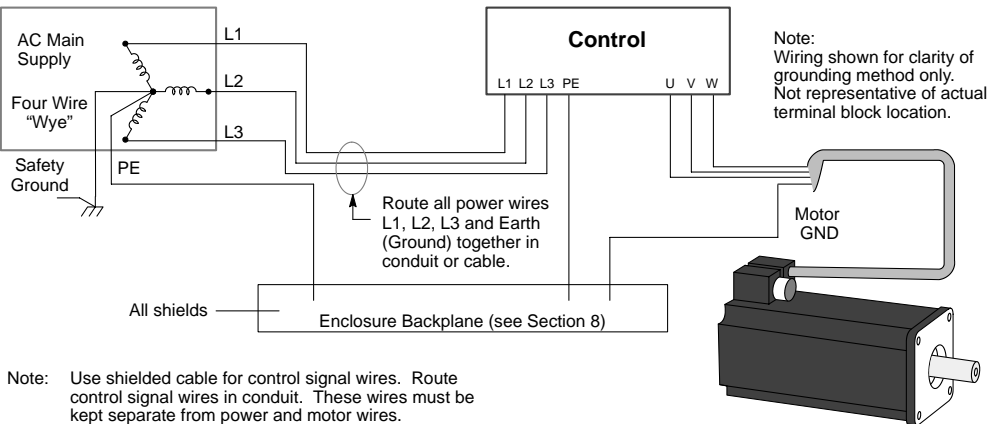 AC Main
Supply
Four Wire
“Wye”
L1
L2
L3
PE
Safety
Ground
Control
L1 L2 L3 PE
U V W
Note:
Wiring shown for clarity of
grounding method only.
Not representative of actual
terminal block location.
Route all power wires
L1, L2, L3 and Earth
(Ground) together in
conduit or cable.
Motor
GND
All shields
Enclosure Backplane (see Section 8)
Note: Use shielded cable for control signal wires. Route
control signal wires in conduit. These wires must be
kept separate from power and motor wires.